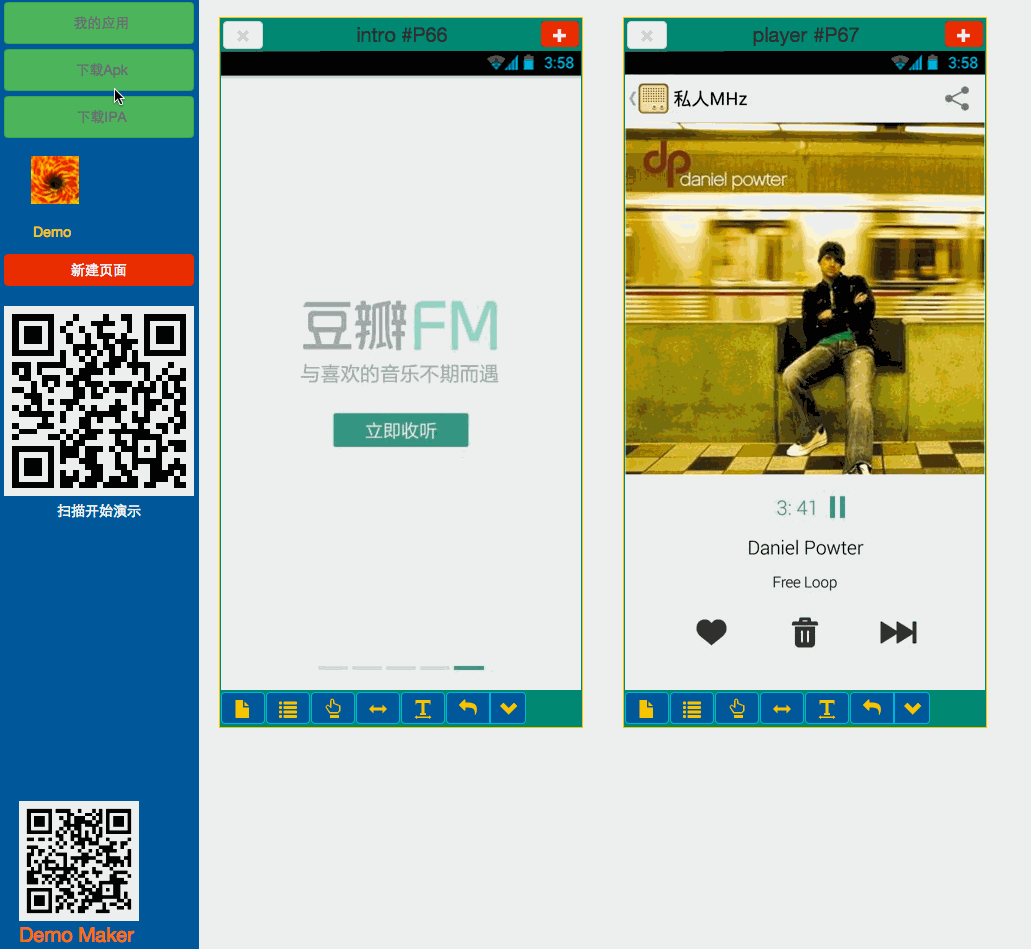 我的应用
下载Apk
下载IPA
Demo
新建页面
扫描开始演示
Demo Maker
intro #P66
3:58
豆瓣FM
与喜欢的音乐不期而遇
立即收听
player #P67
3:58
私人MHz
dp
daniel powter
3: 41
Daniel Powter
Free Loop